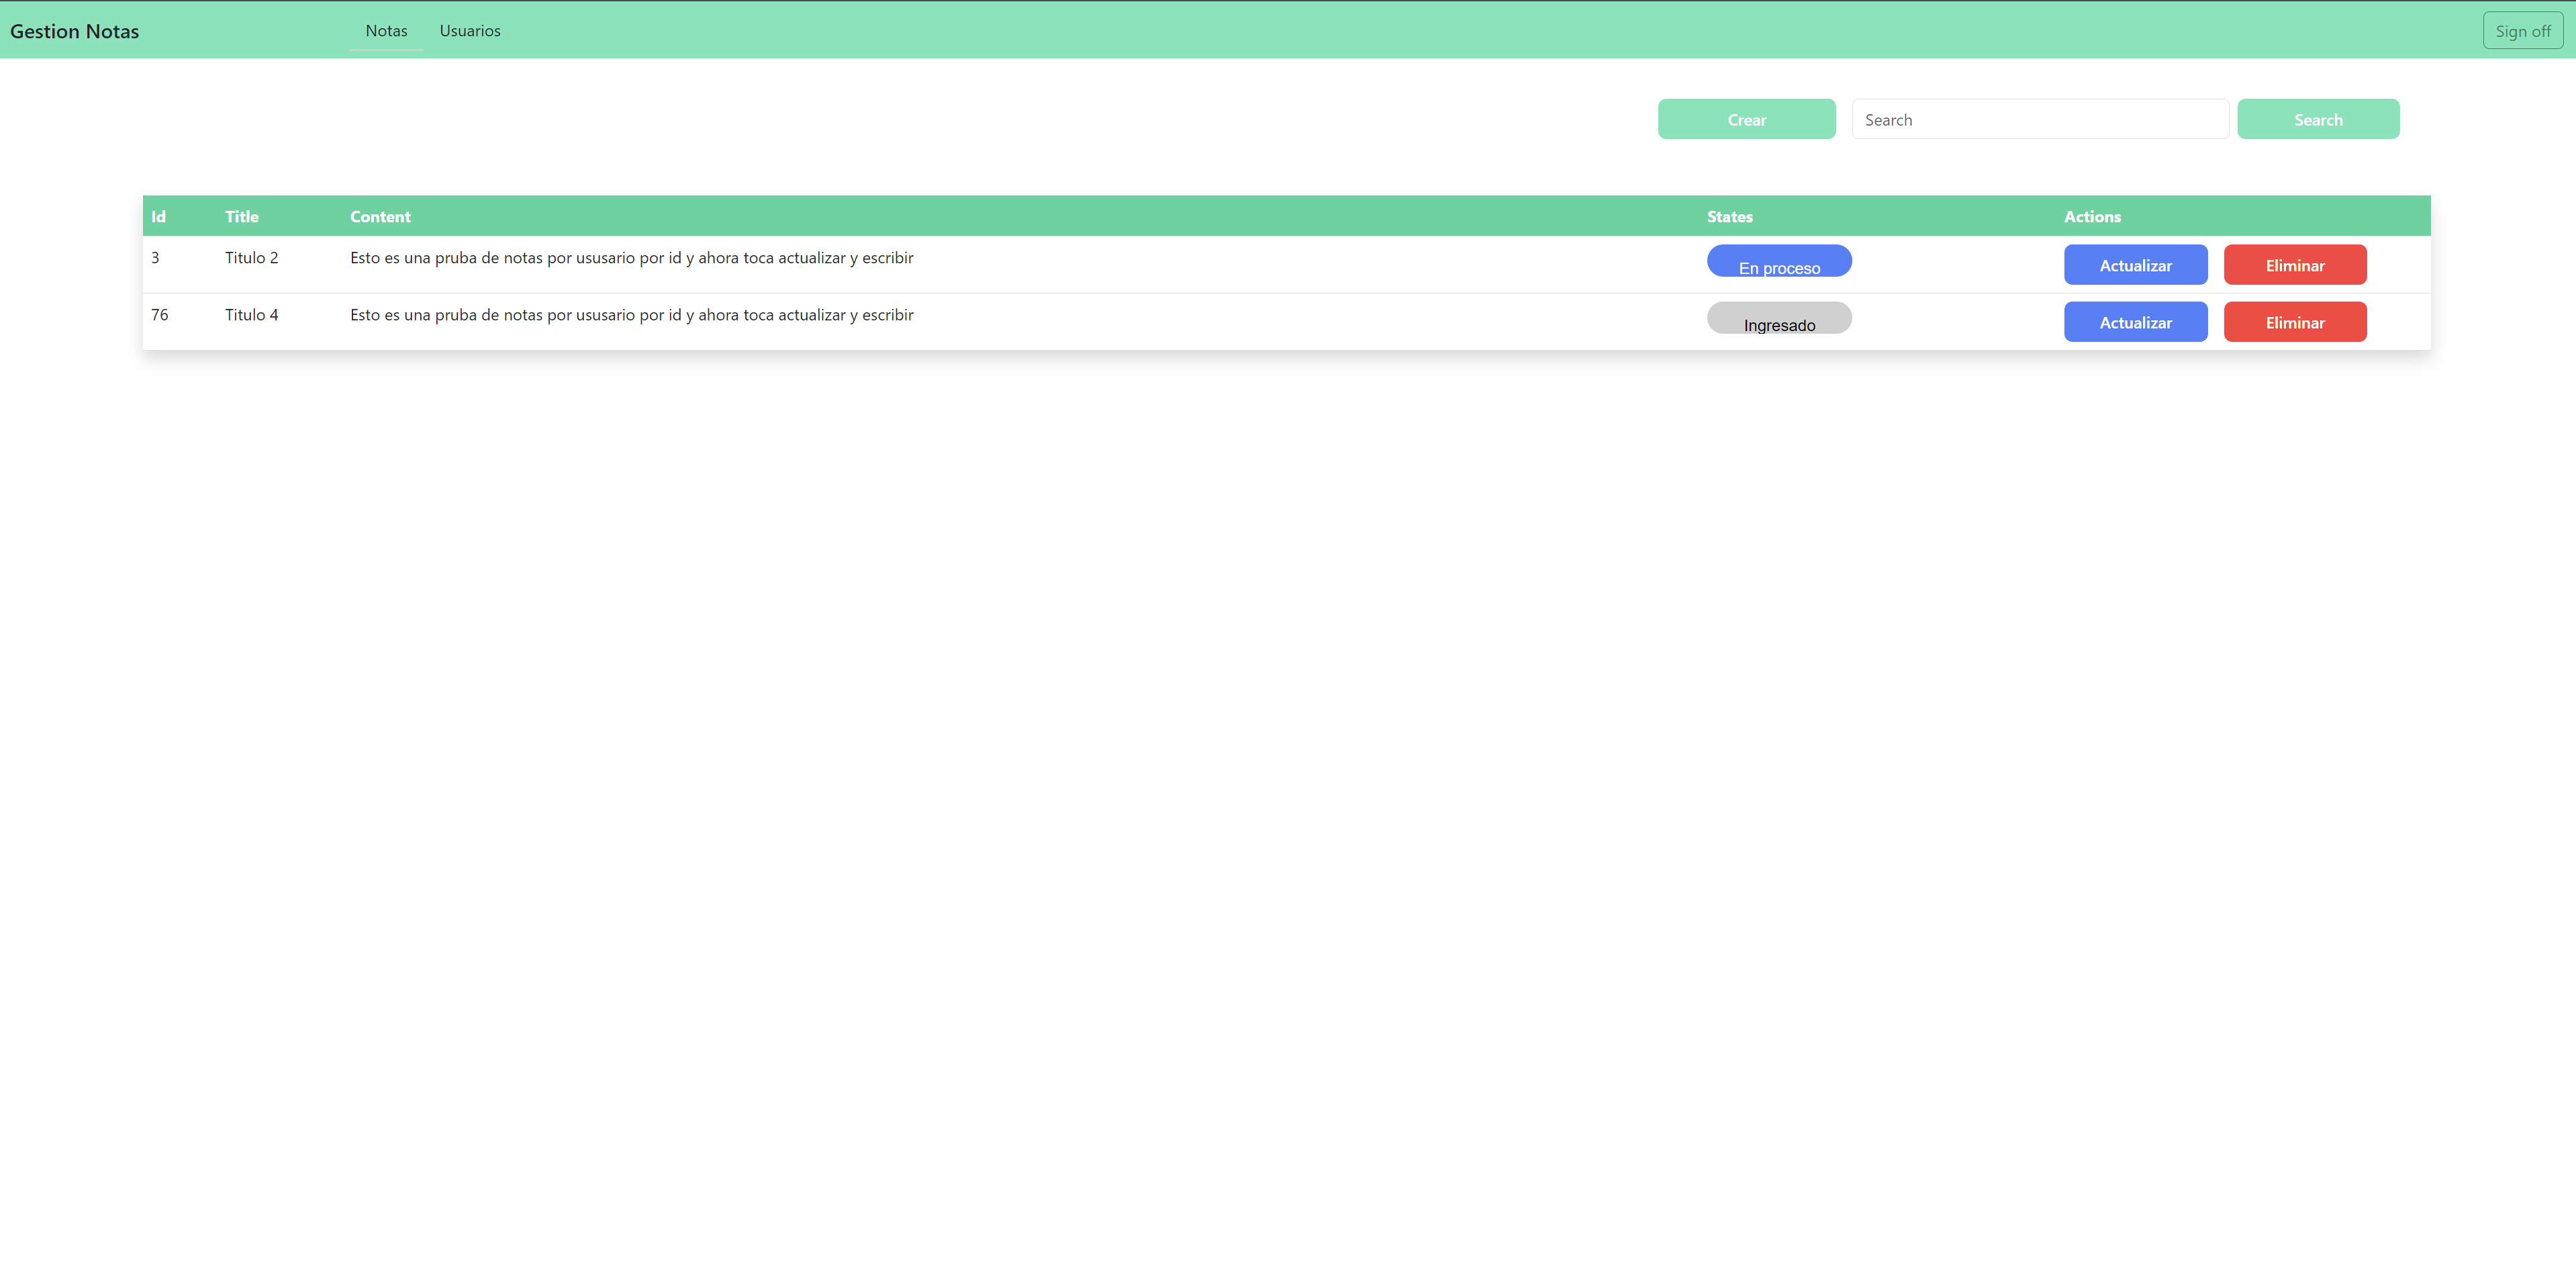 Gestion Notas Notas Usuarios Sign off
Crear Search Search
Id Title Content States Actions
3 Titulo 2 Esto es una pruba de notas por ususario por id y ahora toca actualizar y escribir En proceso Actualizar Eliminar
76 Titulo 4 Esto es una pruba de notas por ususario por id y ahora toca actualizar y escribir Ingresado Actualizar Eliminar